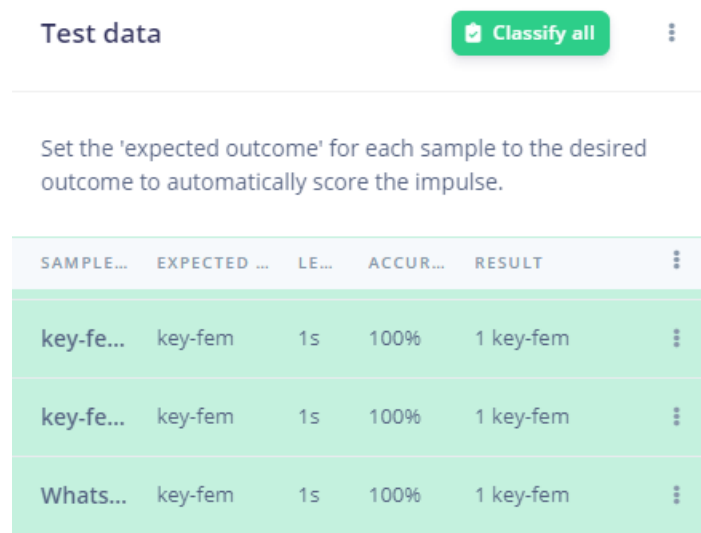 Test data
Classify all
Set the 'expected outcome' for each sample to the desired
outcome to automatically score the impulse.
SAMPLE... EXPECTED ... LE... ACCUR... RESULT
key-fe... key-fem 1s 100% 1 key-fem
key-fe... key-fem 1s 100% 1 key-fem
Whats... key-fem 1s 100% 1 key-fem